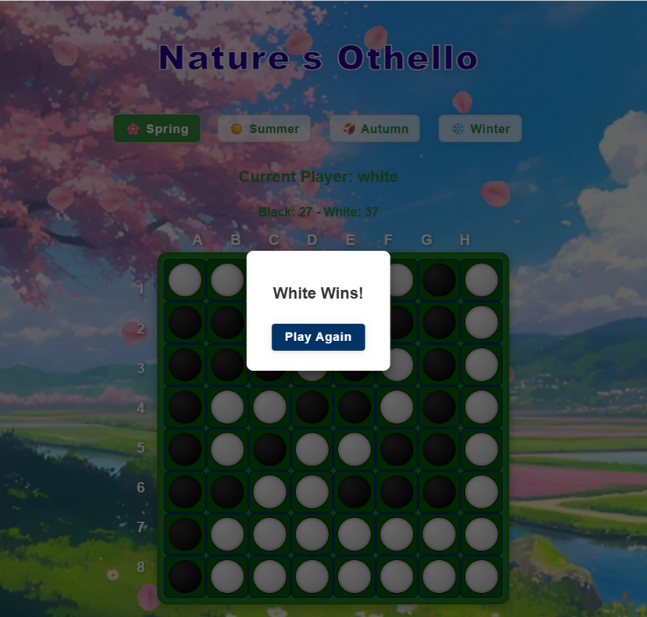 Nature s Othello
Spring Summer Autumn Winter
Current Player: white
Black: 27 - White: 37
A B C D E F G H
1
White Wins!
2
Play Again
3
4
5
6
7
8